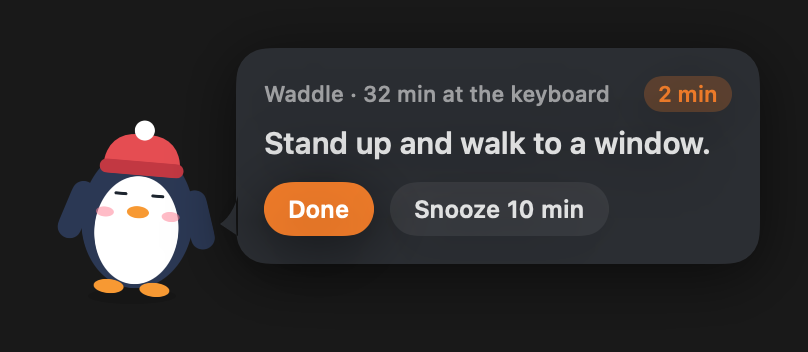 Waddle · 32 min at the keyboard
2 min
Stand up and walk to a window.
Done
Snooze 10 min